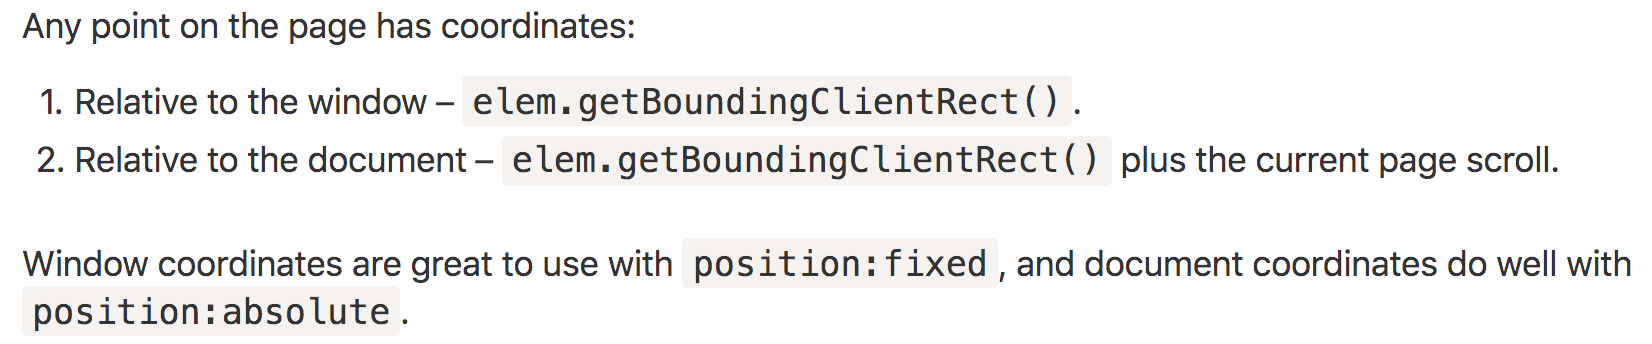 Any point on the page has coordinates:
1. Relative to the window – elem.getBoundingClientRect().
2. Relative to the document – elem.getBoundingClientRect() plus the current page scroll.
Window coordinates are great to use with position:fixed, and document coordinates do well with
position:absolute.